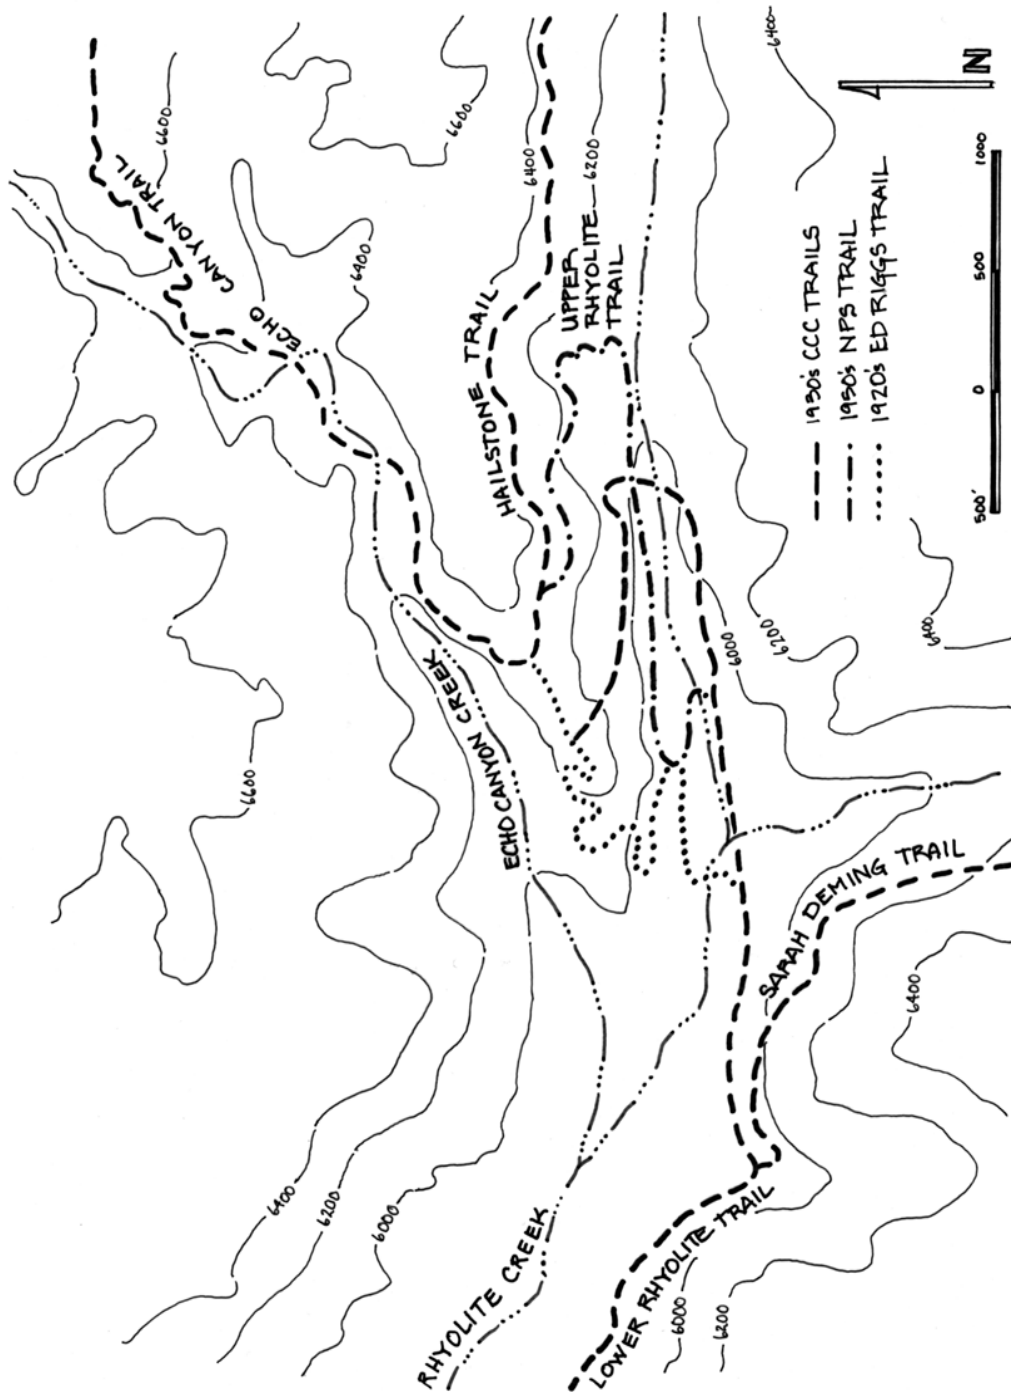 6600
6600
6400
ECHO
CANYON TRAIL
6400
HAILSTONE TRAIL
6400
UPPER
RHYOLITE
TRAIL
6200
6600
ECHO CANYON CREEK
6000
6200
6400
SARAH DEMING TRAIL
6400
6400
6200
6000
RHYOLITE CREEK
LOWER RHYOLITE TRAIL
6000
6200
1930's CCC TRAILS
1950's NPS TRAIL
1920's ED RIGGS TRAIL
500' 0 500 1000
N
6400